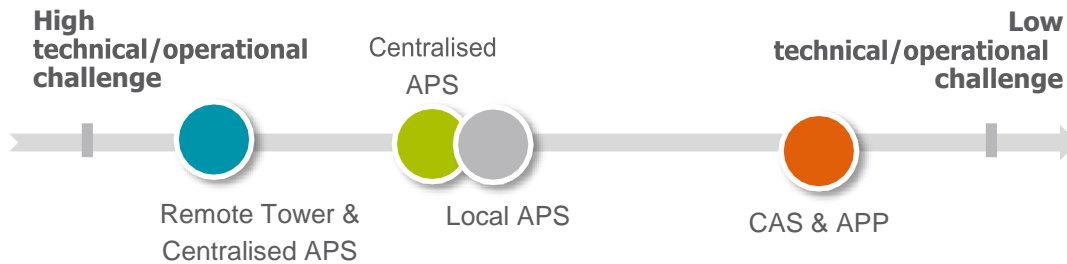 High
technical/operational
challenge
Centralised
APS
Low
technical/operational
challenge
Remote Tower &
Centralised APS
Local APS
CAS & APP